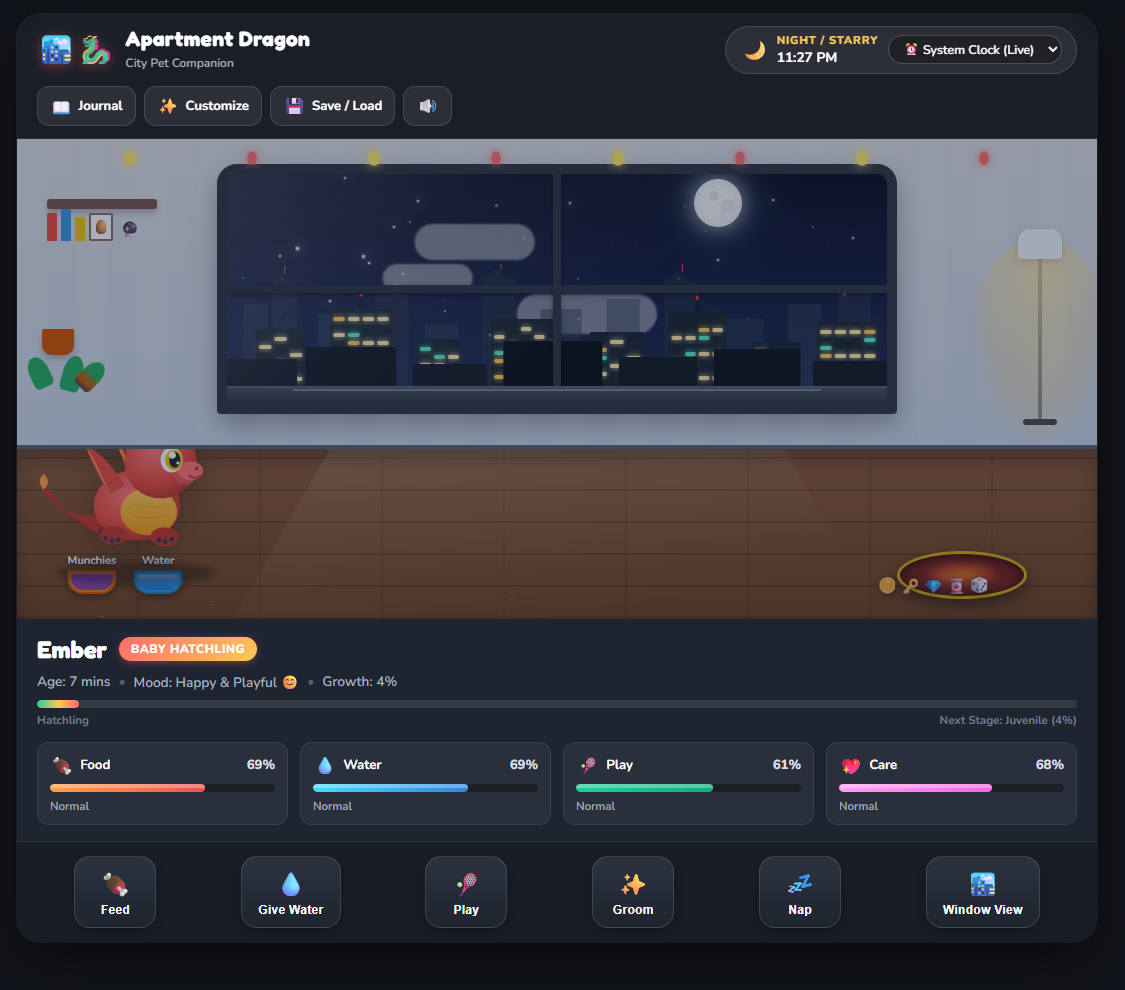 Apartment Dragon
City Pet Companion
NIGHT / STARRY
11:27 PM
System Clock (Live)
Journal
Customize
Save / Load
Munchies
Water
Ember
BABY HATCHLING
Age: 7 mins • Mood: Happy & Playful 😊 • Growth: 4%
Hatchling
Next Stage: Juvenile (4%)
Food 69%
Normal
Water 69%
Normal
Play 61%
Normal
Care 68%
Normal
Feed
Give Water
Play
Groom
Nap
Window View